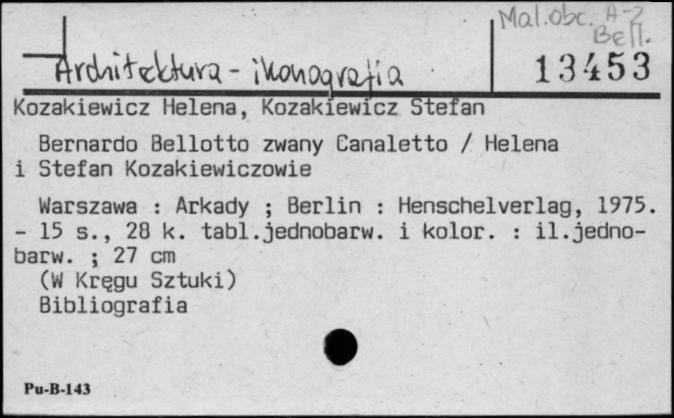 Mal.obc. A-2
Bell.
Architektura - ikonografia
13453
Kozakiewicz Helena, Kozakiewicz Stefan
Bernardo Bellotto zwany Canaletto / Helena
i Stefan Kozakiewiczowie
Warszawa : Arkady ; Berlin : Henschelverlag, 1975.
- 15 s., 28 k. tabl.jednobarw. i kolor. : il.jedno-
barw. ; 27 cm
(W Kręgu Sztuki)
Bibliografia
Pu-B-143